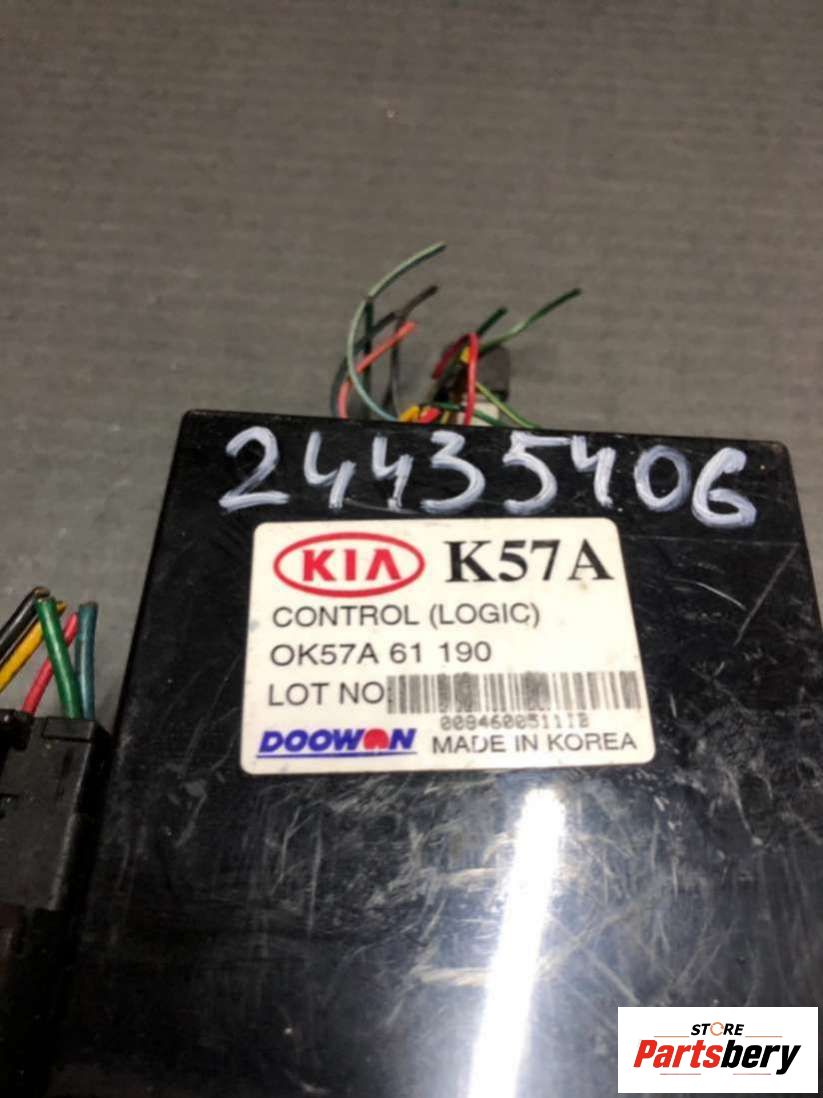 24435406
KIA K57A
CONTROL (LOGIC)
OK57A 61 190
LOT NO
DOOWON MADE IN KOREA
STORE
Partsbery